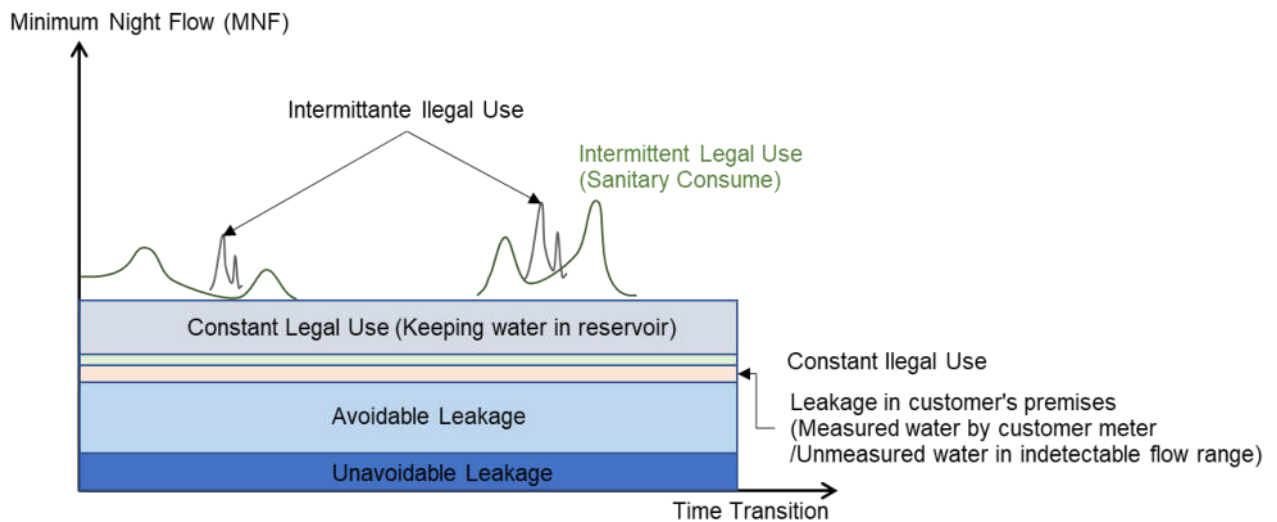 Minimum Night Flow (MNF)
Intermittante Ilegal Use
Intermittent Legal Use
(Sanitary Consume)
Constant Legal Use (Keeping water in reservoir)
Constant Ilegal Use
Leakage in customer's premises
(Measured water by customer meter
/Unmeasured water in indetectable flow range)
Avoidable Leakage
Unavoidable Leakage
Time Transition